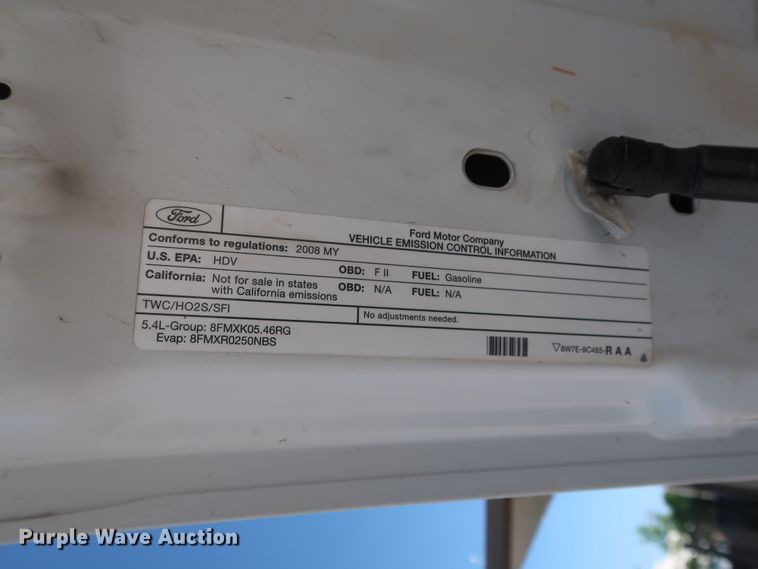 Ford
Ford Motor Company
VEHICLE EMISSION CONTROL INFORMATION
Conforms to regulations: 2008 MY
U.S. EPA: HDV OBD: F II FUEL: Gasoline
California: Not for sale in states with California emissions OBD: N/A FUEL: N/A
TWC/HO2S/SFI No adjustments needed.
5.4L-Group: 8FMXK05.46RG
Evap: 8FMXR0250NBS
8W7E-9C485-RAA
Purple Wave Auction